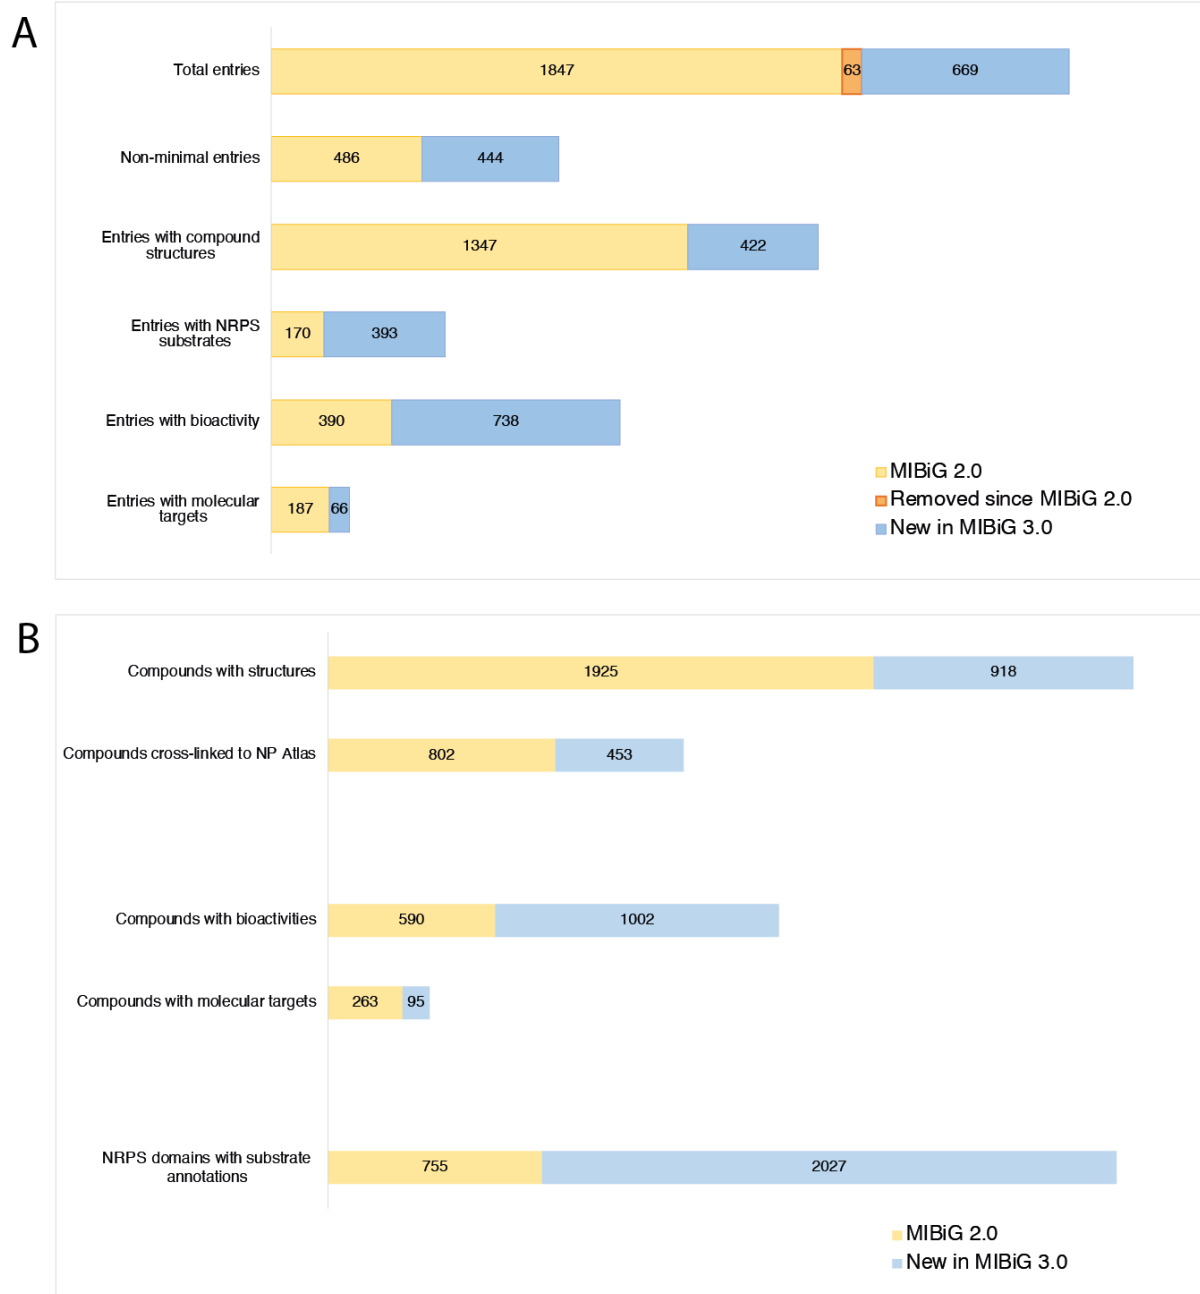 A
Total entries
1847
63
669
Non-minimal entries
486
444
Entries with compound
structures
1347
422
Entries with NRPS
substrates
170
393
Entries with bioactivity
390
738
Entries with molecular
targets
187
66
MIBiG 2.0
Removed since MIBiG 2.0
New in MIBiG 3.0
B
Compounds with structures
1925
918
Compounds cross-linked to NP Atlas
802
453
Compounds with bioactivities
590
1002
Compounds with molecular targets
263
95
NRPS domains with substrate
annotations
755
2027
MIBiG 2.0
New in MIBiG 3.0